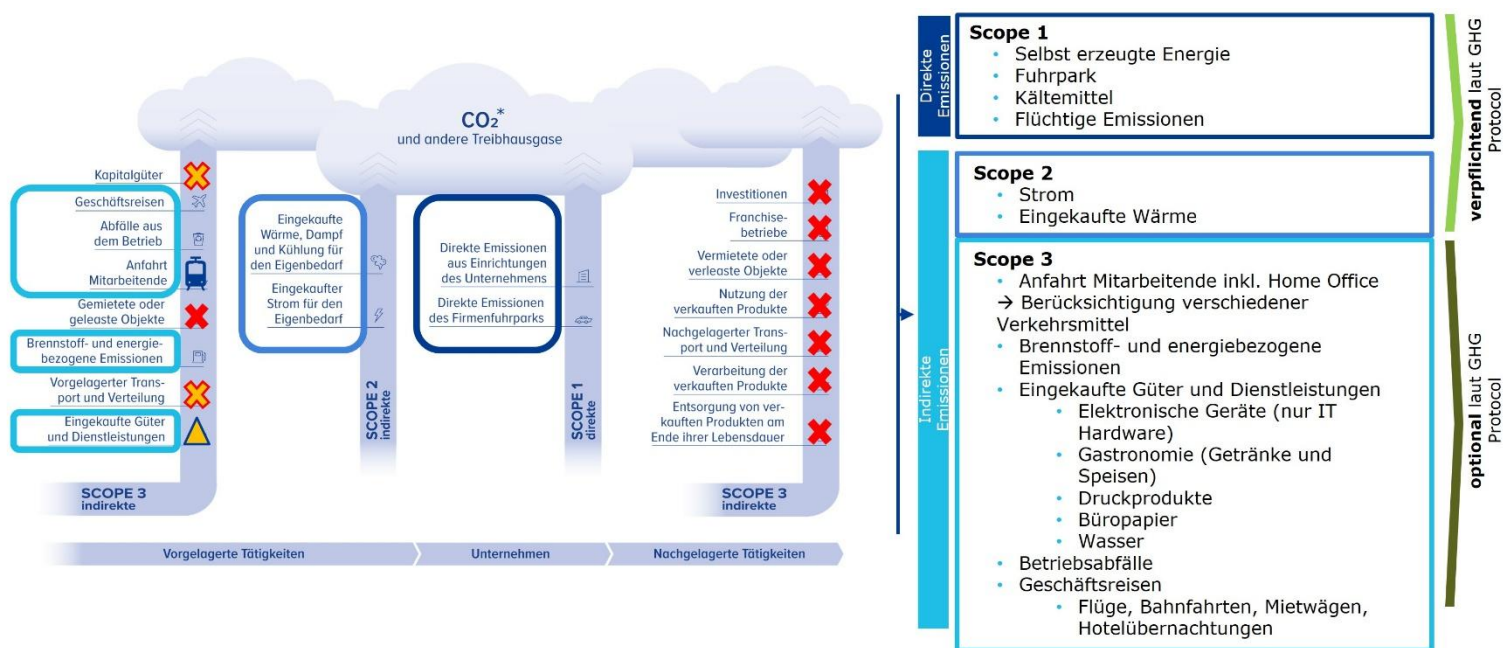 CO₂*
und andere Treibhausgase
Kapitalgüter
Geschäftsreisen
Abfälle aus
dem Betrieb
Anfahrt
Mitarbeitende
Gemietete oder
geleaste Objekte
Brennstoff- und energie-
bezogene Emissionen
Vorgelagerter Trans-
port und Verteilung
Eingekaufte Güter
und Dienstleistungen
SCOPE 3
indirekte
Eingekaufte
Wärme, Dampf
und Kühlung für
den Eigenbedarf
Eingekaufter
Strom für den
Eigenbedarf
SCOPE 2
indirekte
Direkte Emissionen
aus Einrichtungen
des Unternehmens
Direkte Emissionen
des Firmenfuhrparks
SCOPE 1
direkte
Investitionen
Franchise-
betriebe
Vermietete oder
verleaste Objekte
Nutzung der
verkauften Produkte
Nachgelagerter Trans-
port und Verteilung
Verarbeitung der
verkauften Produkte
Entsorgung von ver-
kauften Produkten am
Ende ihrer Lebensdauer
SCOPE 3
indirekte
Vorgelagerte Tätigkeiten
Unternehmen
Nachgelagerte Tätigkeiten
Direkte
Emissionen
Scope 1
• Selbst erzeugte Energie
• Fuhrpark
• Kältemittel
• Flüchtige Emissionen
Indirekte
Emissionen
Scope 2
• Strom
• Eingekaufte Wärme
Scope 3
• Anfahrt Mitarbeitende inkl. Home Office
→ Berücksichtigung verschiedener
Verkehrsmittel
• Brennstoff- und energiebezogene
Emissionen
• Eingekaufte Güter und Dienstleistungen
• Elektronische Geräte (nur IT
Hardware)
• Gastronomie (Getränke und
Speisen)
• Druckprodukte
• Büropapier
• Wasser
• Betriebsabfälle
• Geschäftsreisen
• Flüge, Bahnfahrten, Mietwägen,
Hotelübernachtungen
verpflichtend laut GHG
Protocol
optional laut GHG
Protocol